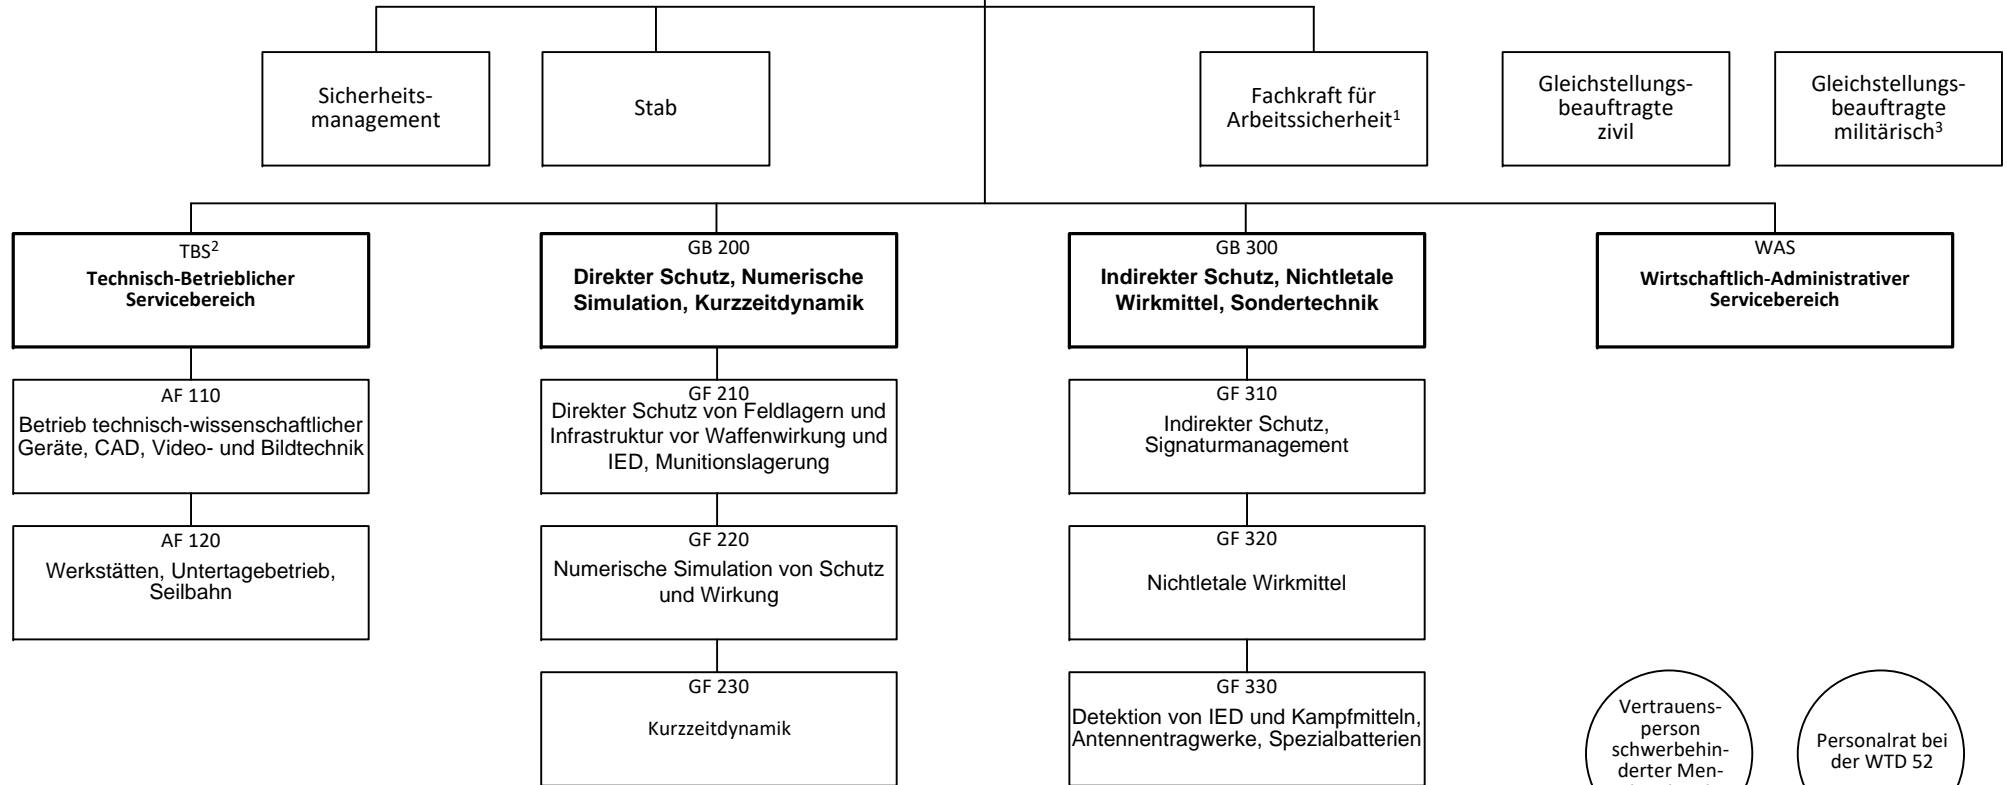 Sicherheits-
management
Stab
Fachkraft für
Arbeitssicherheit¹
Gleichstellungs-
beauftragte
zivil
Gleichstellungs-
beauftragte
militärisch³
TBS²
Technisch-Betrieblicher
Servicebereich
GB 200
Direkter Schutz, Numerische
Simulation, Kurzzeitdynamik
GB 300
Indirekter Schutz, Nichtletale
Wirkmittel, Sondertechnik
WAS
Wirtschaftlich-Administrativer
Servicebereich
AF 110
Betrieb technisch-wissenschaftlicher
Geräte, CAD, Video- und Bildtechnik
GF 210
Direkter Schutz von Feldlagern und
Infrastruktur vor Waffenwirkung und
IED, Munitionslagerung
GF 310
Indirekter Schutz,
Signaturmanagement
AF 120
Werkstätten, Untertagebetrieb,
Seilbahn
GF 220
Numerische Simulation von Schutz
und Wirkung
GF 320
Nichtletale Wirkmittel
GF 230
Kurzzeitdynamik
GF 330
Detektion von IED und Kampfmitteln,
Antennentragwerke, Spezialbatterien
Vertrauens-
person
schwerbehin-
derter Men-
Personalrat bei
der WTD 52